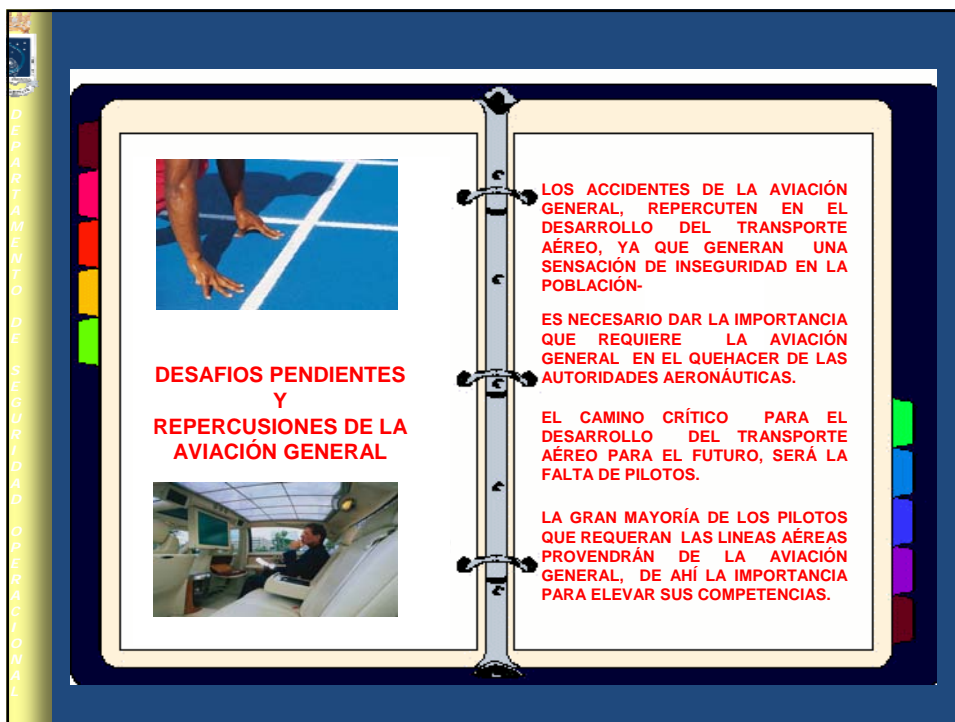 DEPARTAMENTO DE SEGURIDAD OPERACIONAL
DESAFIOS PENDIENTES
Y
REPERCUSIONES DE LA
AVIACIÓN GENERAL
LOS ACCIDENTES DE LA AVIACIÓN
GENERAL, REPERCUTEN EN EL
DESARROLLO DEL TRANSPORTE
AÉREO, YA QUE GENERAN UNA
SENSACIÓN DE INSEGURIDAD EN LA
POBLACIÓN-
ES NECESARIO DAR LA IMPORTANCIA
QUE REQUIERE LA AVIACIÓN
GENERAL EN EL QUEHACER DE LAS
AUTORIDADES AERONÁUTICAS.
EL CAMINO CRÍTICO PARA EL
DESARROLLO DEL TRANSPORTE
AÉREO PARA EL FUTURO, SERÁ LA
FALTA DE PILOTOS.
LA GRAN MAYORÍA DE LOS PILOTOS
QUE REQUERAN LAS LINEAS AÉREAS
PROVENDRÁN DE LA AVIACIÓN
GENERAL, DE AHÍ LA IMPORTANCIA
PARA ELEVAR SUS COMPETENCIAS.